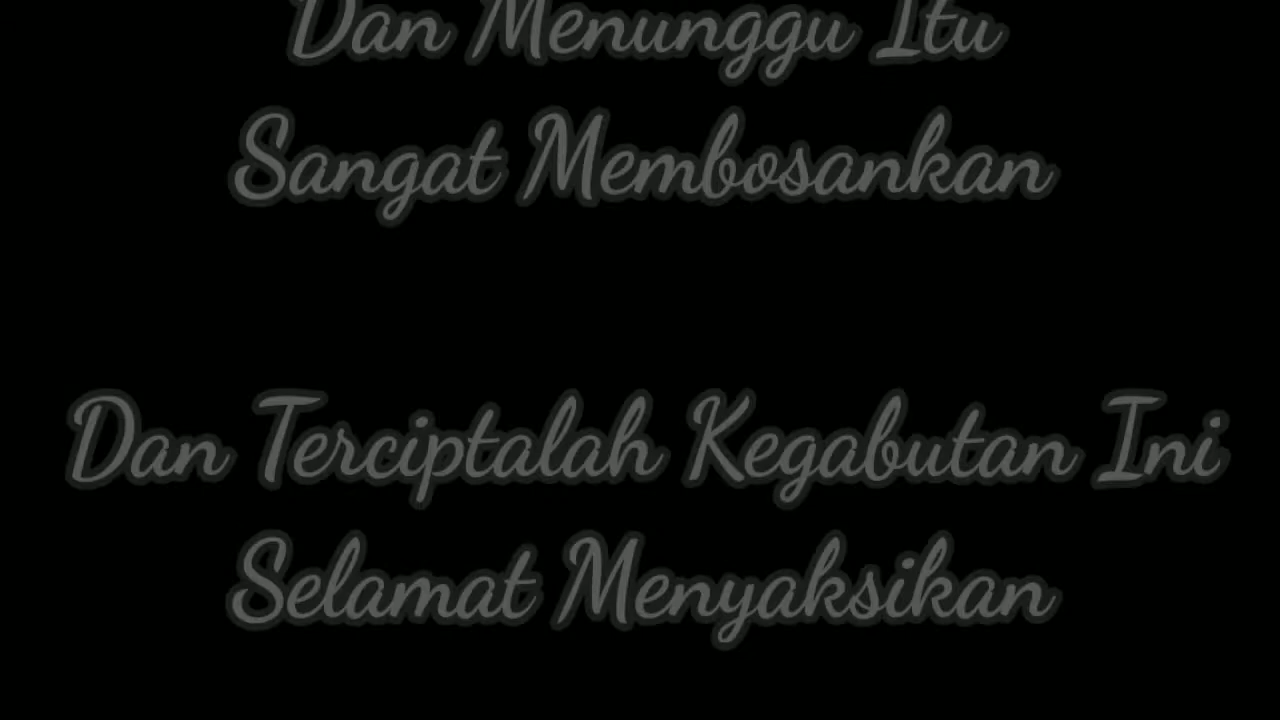 Dan Menunggu Itu
Sangat Membosankan
Dan Terciptalah Kegabutan Ini
Selamat Menyaksikan